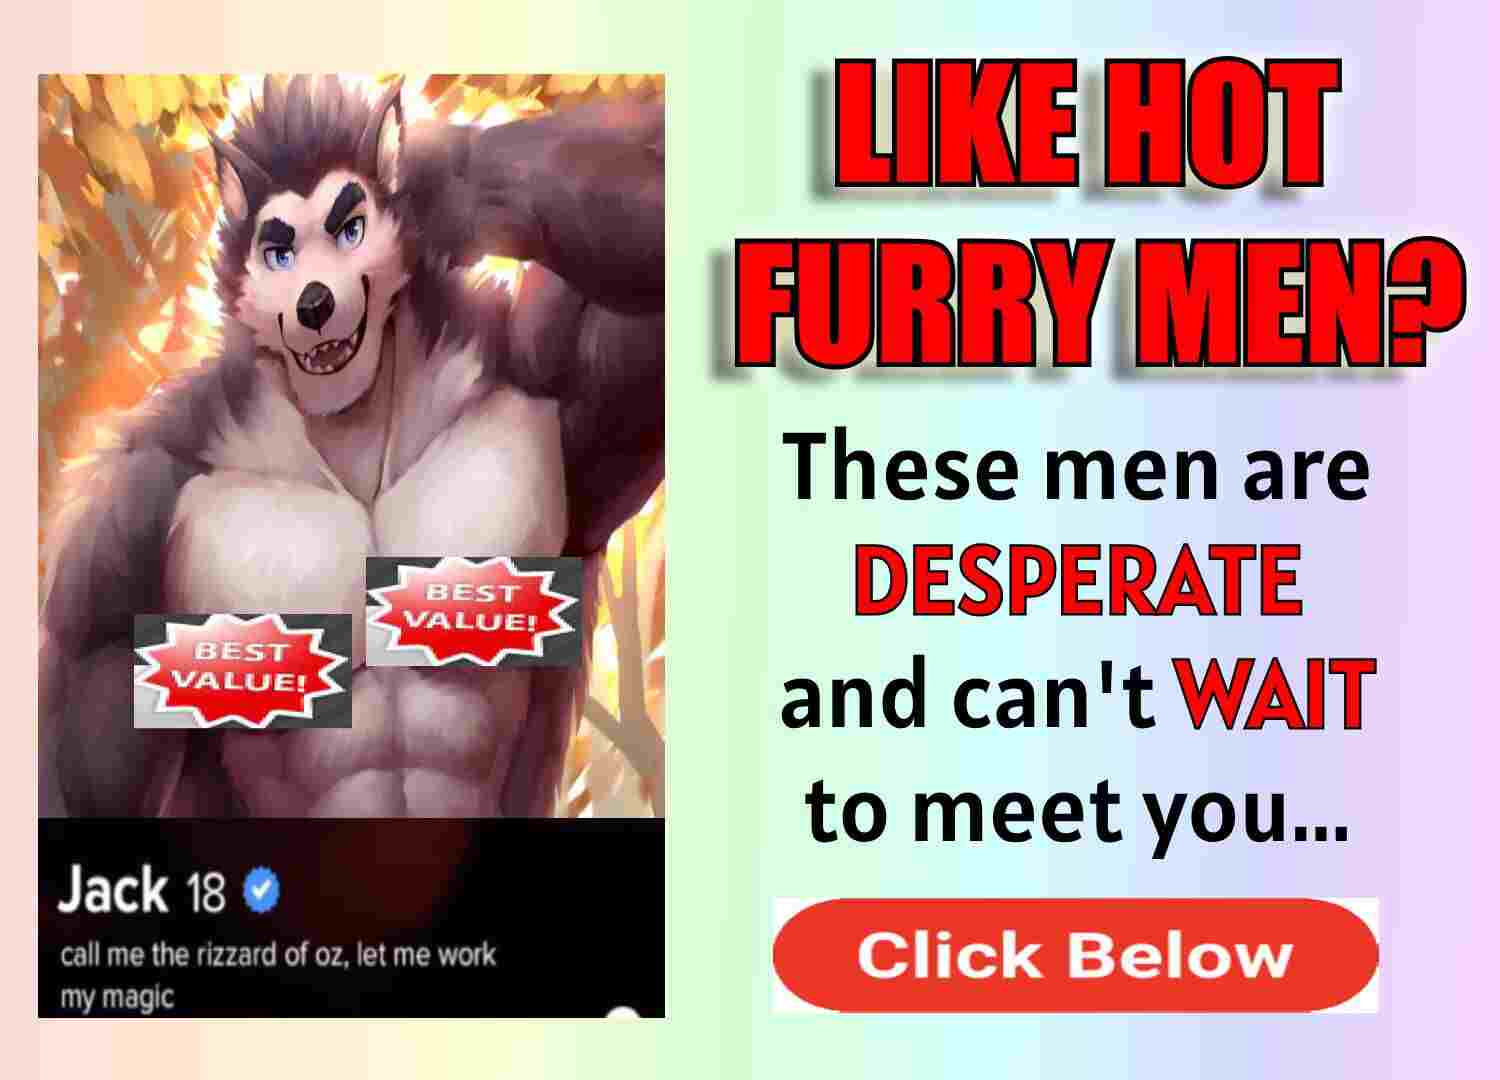 LIKE HOT
FURRY MEN?
These men are
DESPERATE
and can't WAIT
to meet you...
Click Below
BEST
VALUE!
BEST
VALUE!
Jack 18
call me the rizzard of oz, let me work
my magic